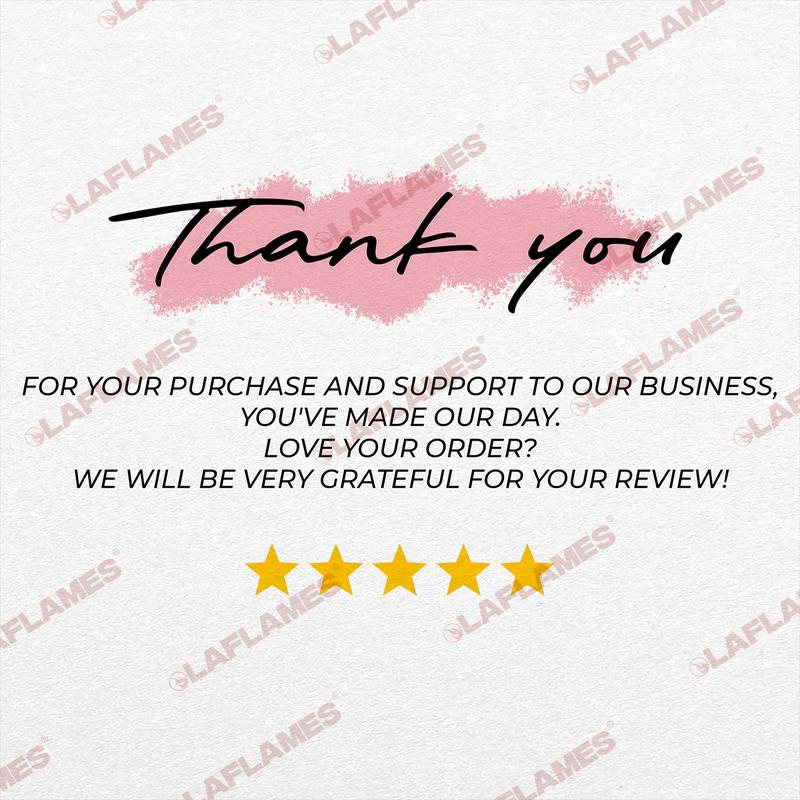 Thank you
FOR YOUR PURCHASE AND SUPPORT TO OUR BUSINESS,
YOU'VE MADE OUR DAY.
LOVE YOUR ORDER?
WE WILL BE VERY GRATEFUL FOR YOUR REVIEW!
LAFLAMES®